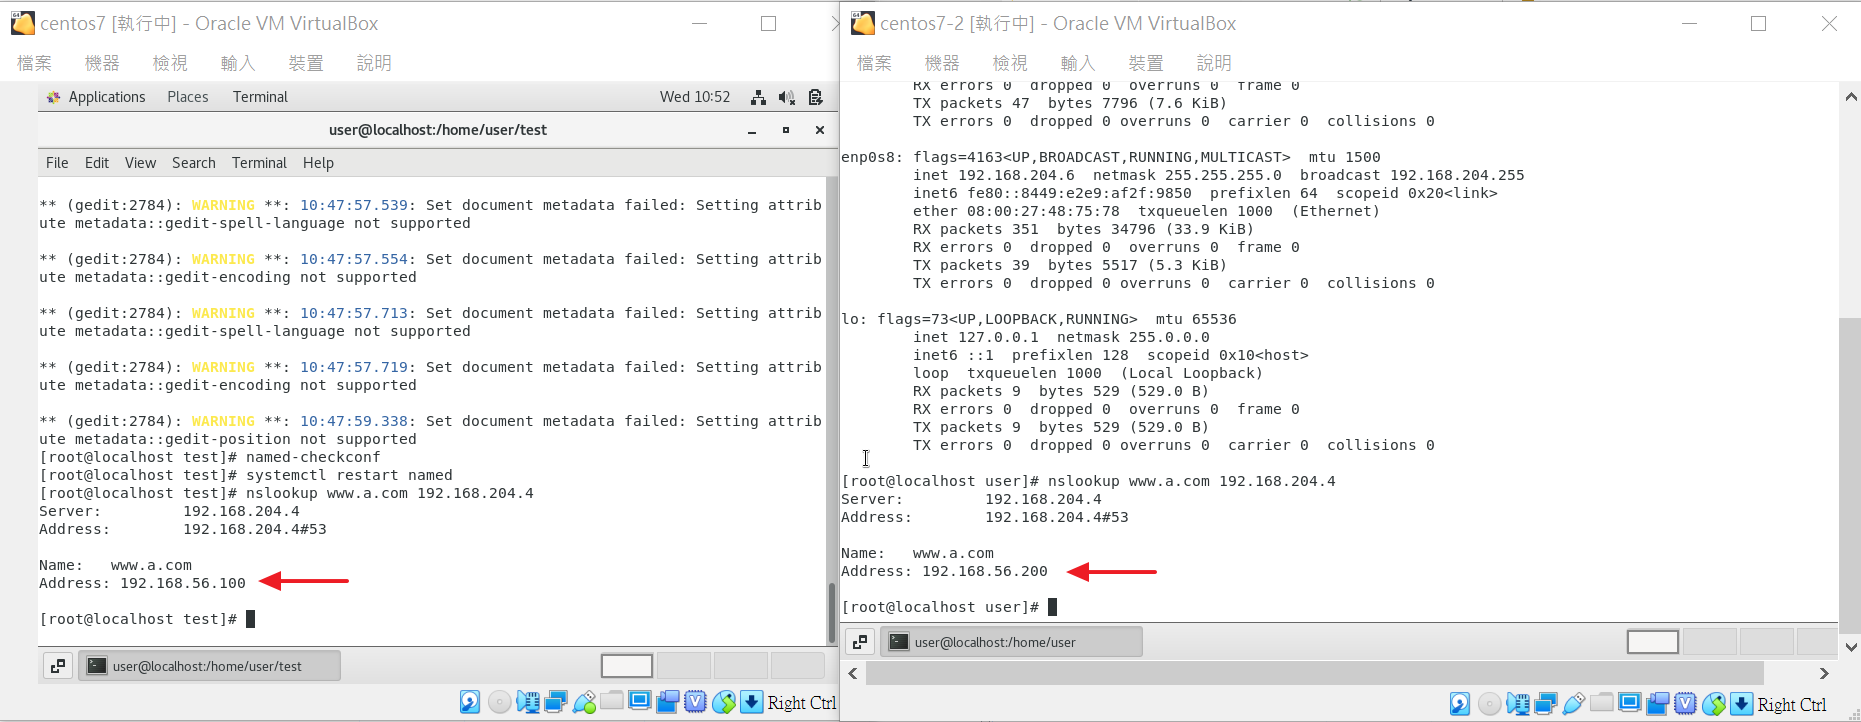 centos7 [執行中] - Oracle VM VirtualBox
檔案 機器 檢視 輸入 裝置 說明
Applications Places Terminal Wed 10:52
user@localhost:/home/user/test
File Edit View Search Terminal Help
** (gedit:2784): WARNING **: 10:47:57.539: Set document metadata failed: Setting attrib
ute metadata::gedit-spell-language not supported
** (gedit:2784): WARNING **: 10:47:57.554: Set document metadata failed: Setting attrib
ute metadata::gedit-encoding not supported
** (gedit:2784): WARNING **: 10:47:57.713: Set document metadata failed: Setting attrib
ute metadata::gedit-spell-language not supported
** (gedit:2784): WARNING **: 10:47:57.719: Set document metadata failed: Setting attrib
ute metadata::gedit-encoding not supported
** (gedit:2784): WARNING **: 10:47:59.338: Set document metadata failed: Setting attrib
ute metadata::gedit-position not supported
[root@localhost test]# named-checkconf
[root@localhost test]# systemctl restart named
[root@localhost test]# nslookup www.a.com 192.168.204.4
Server: 192.168.204.4
Address: 192.168.204.4#53
Name: www.a.com
Address: 192.168.56.100
[root@localhost test]#
user@localhost:/home/user/test
Right Ctrl
centos7-2 [執行中] - Oracle VM VirtualBox
檔案 機器 檢視 輸入 裝置 說明
RX errors 0 dropped 0 overruns 0 frame 0
TX packets 47 bytes 7796 (7.6 KiB)
TX errors 0 dropped 0 overruns 0 carrier 0 collisions 0
enp0s8: flags=4163<UP,BROADCAST,RUNNING,MULTICAST> mtu 1500
inet 192.168.204.6 netmask 255.255.255.0 broadcast 192.168.204.255
inet6 fe80::8449:e2e9:af2f:9850 prefixlen 64 scopeid 0x20<link>
ether 08:00:27:48:75:78 txqueuelen 1000 (Ethernet)
RX packets 351 bytes 34796 (33.9 KiB)
RX errors 0 dropped 0 overruns 0 frame 0
TX packets 39 bytes 5517 (5.3 KiB)
TX errors 0 dropped 0 overruns 0 carrier 0 collisions 0
lo: flags=73<UP,LOOPBACK,RUNNING> mtu 65536
inet 127.0.0.1 netmask 255.0.0.0
inet6 ::1 prefixlen 128 scopeid 0x10<host>
loop txqueuelen 1000 (Local Loopback)
RX packets 9 bytes 529 (529.0 B)
RX errors 0 dropped 0 overruns 0 frame 0
TX packets 9 bytes 529 (529.0 B)
TX errors 0 dropped 0 overruns 0 carrier 0 collisions 0
[root@localhost user]# nslookup www.a.com 192.168.204.4
Server: 192.168.204.4
Address: 192.168.204.4#53
Name: www.a.com
Address: 192.168.56.200
[root@localhost user]#
user@localhost:/home/user
Right Ctrl